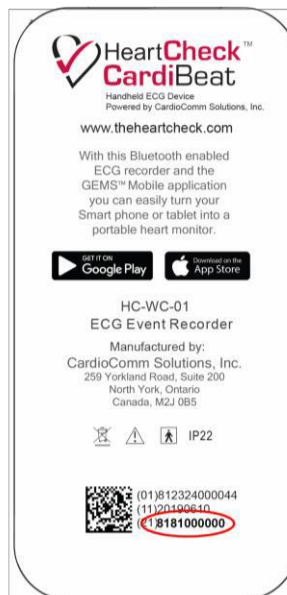 HeartCheck™
CardiBeat
Handheld ECG Device
Powered by CardioComm Solutions, Inc.
www.theheartcheck.com
With this Bluetooth enabled
ECG recorder and the
GEMS™ Mobile application
you can easily turn your
Smart phone or tablet into a
portable heart monitor.
GET IT ON
Google Play
Download on the
App Store
HC-WC-01
ECG Event Recorder
Manufactured by:
CardioComm Solutions, Inc.
259 Yorkland Road, Suite 200
North York, Ontario
Canada, M2J 0B5
IP22
(01)812324000044
(11)20190610
(21)8181000000